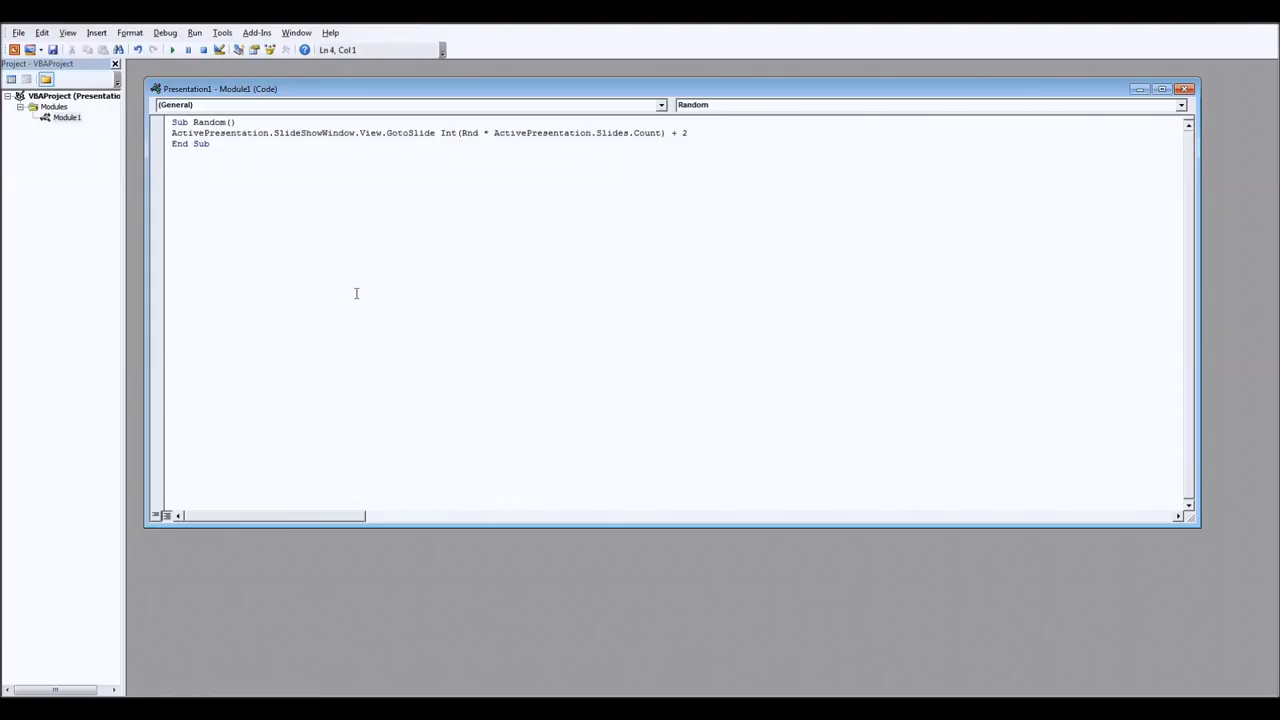 File Edit View Insert Format Debug Run Tools Add-Ins Window Help
Ln 4, Col 1
Project - VBAProject
Presentation1 - Module1 (Code)
VBAProject (Presentatio
Modules
Module1
(General) Random
Sub Random()
ActivePresentation.SlideShowWindow.View.GotoSlide Int(Rnd * ActivePresentation.Slides.Count) + 2
End Sub